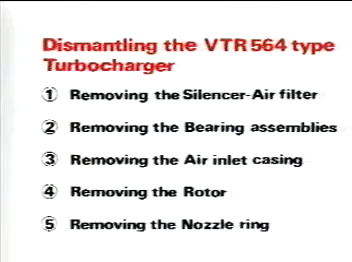 Dismantling the VTR 564 type
Turbocharger
① Removing the Silencer-Air filter
② Removing the Bearing assemblies
③ Removing the Air inlet casing
④ Removing the Rotor
⑤ Removing the Nozzle ring